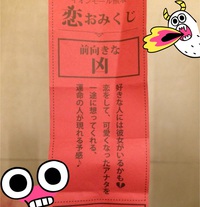 恋おみくじ
前向きな
凶
好きな人には彼女がいるかも
恋をして、可愛くなったアナタを
一途に想ってくれる、
運命の人が現れる予感♪